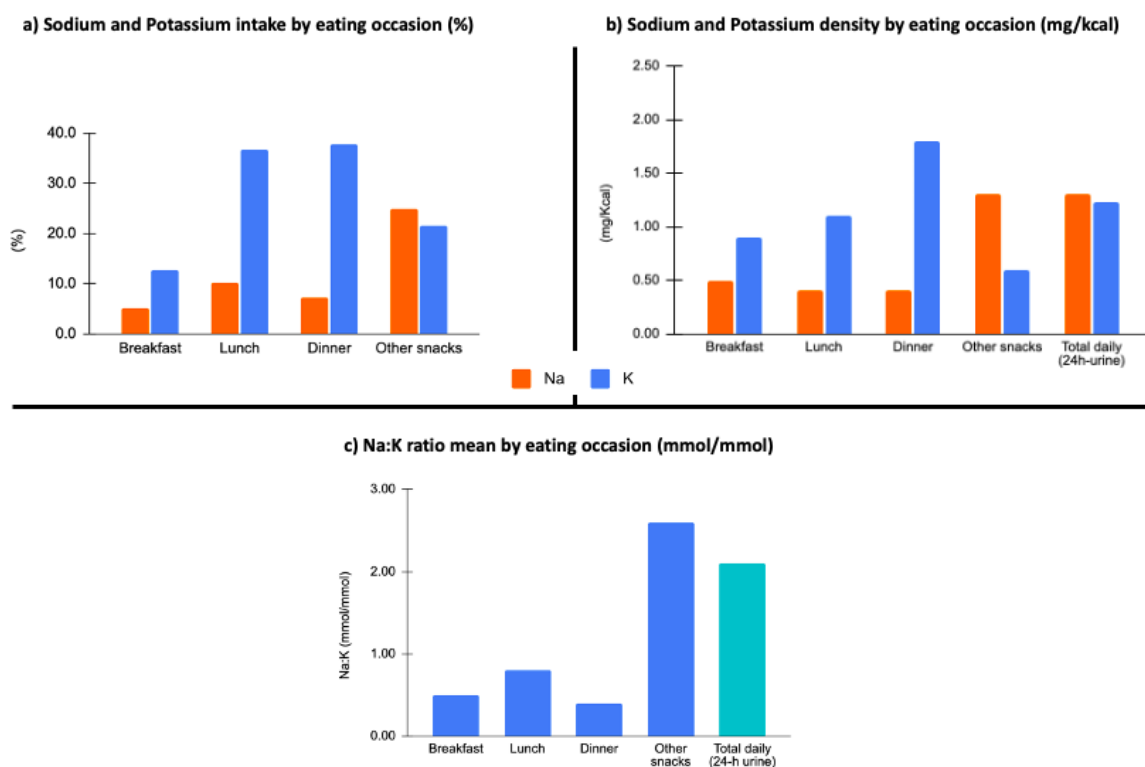 a) Sodium and Potassium intake by eating occasion (%)
40.0
30.0
20.0
10.0
0.0
(%)
Breakfast
Lunch
Dinner
Other snacks
b) Sodium and Potassium density by eating occasion (mg/kcal)
2.50
2.00
1.50
1.00
0.50
0.00
(mg/Kcal)
Breakfast
Lunch
Dinner
Other snacks
Total daily
(24h-urine)
Na
K
c) Na:K ratio mean by eating occasion (mmol/mmol)
3.00
2.00
1.00
0.00
Na:K (mmol/mmol)
Breakfast
Lunch
Dinner
Other
snacks
Total daily
(24-h urine)